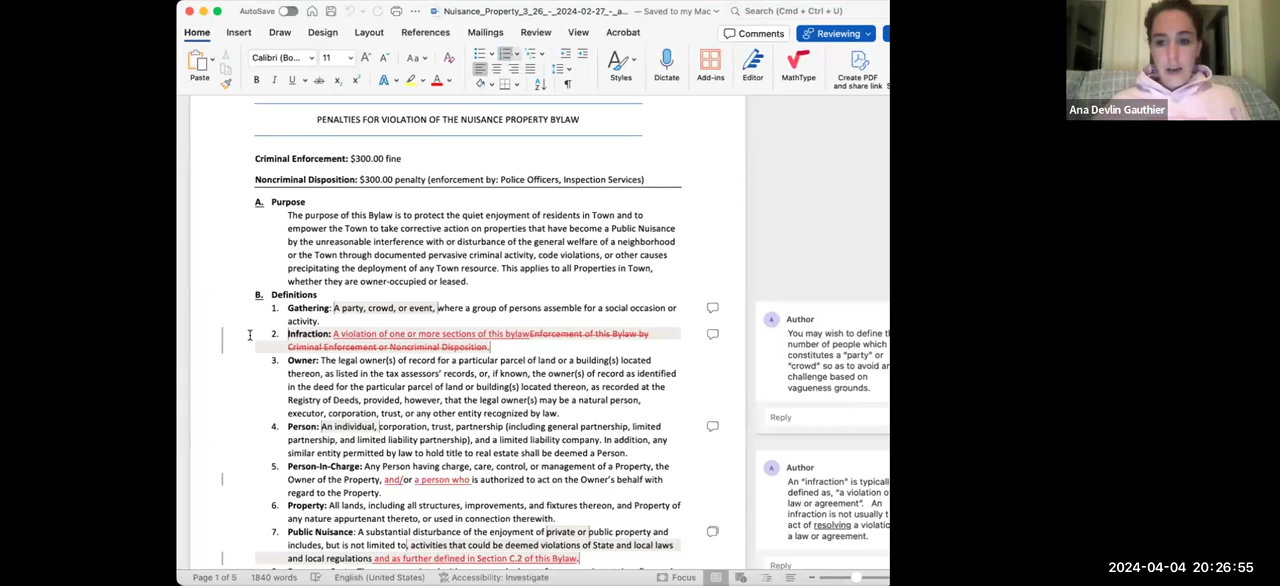 AutoSave
Nuisance_Property_3_26_-_2024-02-27_-_a... — Saved to my Mac
Search (Cmd + Ctrl + U)
Home Insert Draw Design Layout References Mailings Review View Acrobat Comments Reviewing
Paste
Calibri (Bo... 11
Styles
Dictate
Add-ins
Editor
MathType
Create PDF
and share link
Ana Devlin Gauthier
PENALTIES FOR VIOLATION OF THE NUISANCE PROPERTY BYLAW
Criminal Enforcement: $300.00 fine
Noncriminal Disposition: $300.00 penalty (enforcement by: Police Officers, Inspection Services)
A. Purpose
The purpose of this Bylaw is to protect the quiet enjoyment of residents in Town and to
empower the Town to take corrective action on properties that have become a Public Nuisance
by the unreasonable interference with or disturbance of the general welfare of a neighborhood
or the Town through documented pervasive criminal activity, code violations, or other causes
precipitating the deployment of any Town resource. This applies to all Properties in Town,
whether they are owner-occupied or leased.
B. Definitions
1. Gathering: A party, crowd, or event, where a group of persons assemble for a social occasion or
activity.
2. Infraction: A violation of one or more sections of this bylawEnforcement of this Bylaw by
Criminal Enforcement or Noncriminal Disposition.
3. Owner: The legal owner(s) of record for a particular parcel of land or a building(s) located
thereon, as listed in the tax assessors' records, or, if known, the owner(s) of record as identified
in the deed for the particular parcel of land or building(s) located thereon, as recorded at the
Registry of Deeds, provided, however, that the legal owner(s) may be a natural person,
executor, corporation, trust, or any other entity recognized by law.
4. Person: An individual, corporation, trust, partnership (including general partnership, limited
partnership, and limited liability partnership), and a limited liability company. In addition, any
similar entity permitted by law to hold title to real estate shall be deemed a Person.
5. Person-In-Charge: Any Person having charge, care, control, or management of a Property, the
Owner of the Property, and/or a person who is authorized to act on the Owner's behalf with
regard to the Property.
6. Property: All lands, including all structures, improvements, and fixtures thereon, and Property of
any nature appurtenant thereto, or used in connection therewith.
7. Public Nuisance: A substantial disturbance of the enjoyment of private or public property and
includes, but is not limited to, activities that could be deemed violations of State and local laws
and local regulations and as further defined in Section C.2 of this Bylaw.
A Author
You may wish to define t
number of people which
constitutes a "party" or
"crowd" so as to avoid ar
challenge based on
vagueness grounds.
Reply
A Author
An "infraction" is typicall
defined as, "a violation o
law or agreement". An
infraction is not usually t
act of resolving a violatic
a law or agreement.
Reply
Page 1 of 5 1840 words English (United States) Accessibility: Investigate Focus
2024-04-04 20:26:55